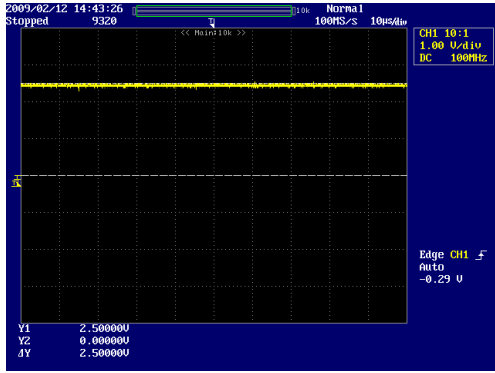 2009/02/12 14:43:26
Stopped 9320
10k
Normal
100MS/s 10μs/div
<< Main:10k >>
CH1 10:1
1.00 V/div
DC 100MHz
Edge CH1
Auto
-0.29 V
Y1 2.50000V
Y2 0.00000V
ΔY 2.50000V